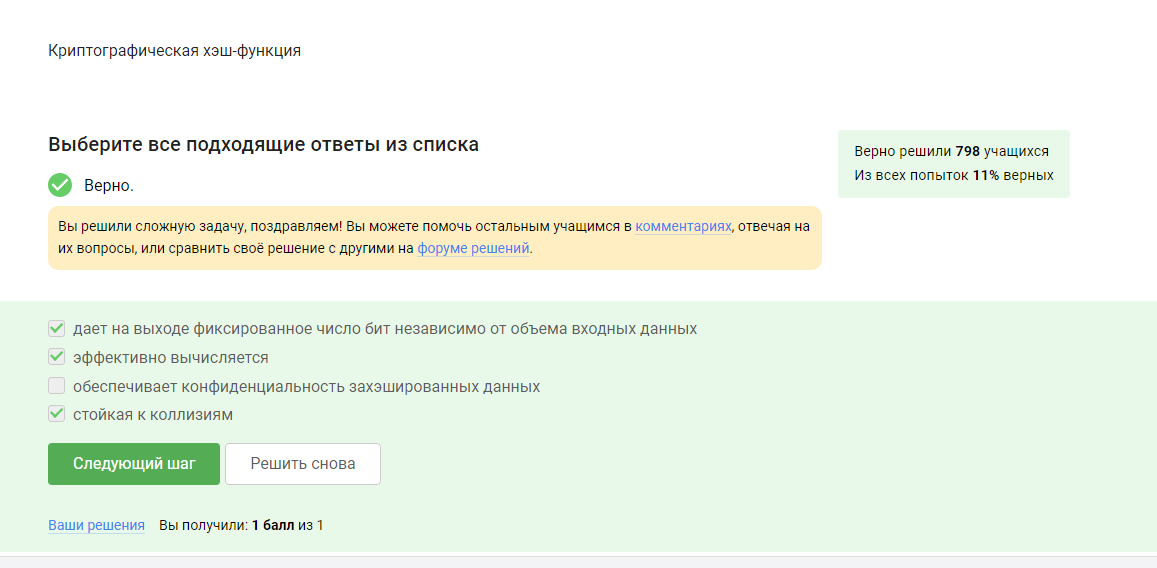 Криптографическая хэш-функция
Выберите все подходящие ответы из списка
Верно.
Вы решили сложную задачу, поздравляем! Вы можете помочь остальным учащимся в комментариях, отвечая на
их вопросы, или сравнить своё решение с другими на форуме решений.
Верно решили 798 учащихся
Из всех попыток 11% верных
дает на выходе фиксированное число бит независимо от объема входных данных
эффективно вычисляется
обеспечивает конфиденциальность захэшированных данных
стойкая к коллизиям
Следующий шаг
Решить снова
Ваши решения Вы получили: 1 балл из 1